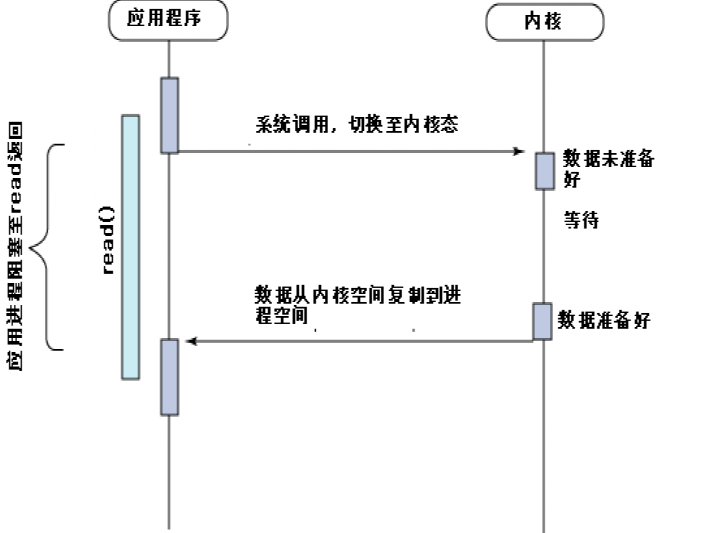 应用程序
内核
系统调用，切换至内核态
数据未准备
好
等待
应用进程阻塞至read返回
read()
数据从内核空间复制到进
程空间
数据准备好